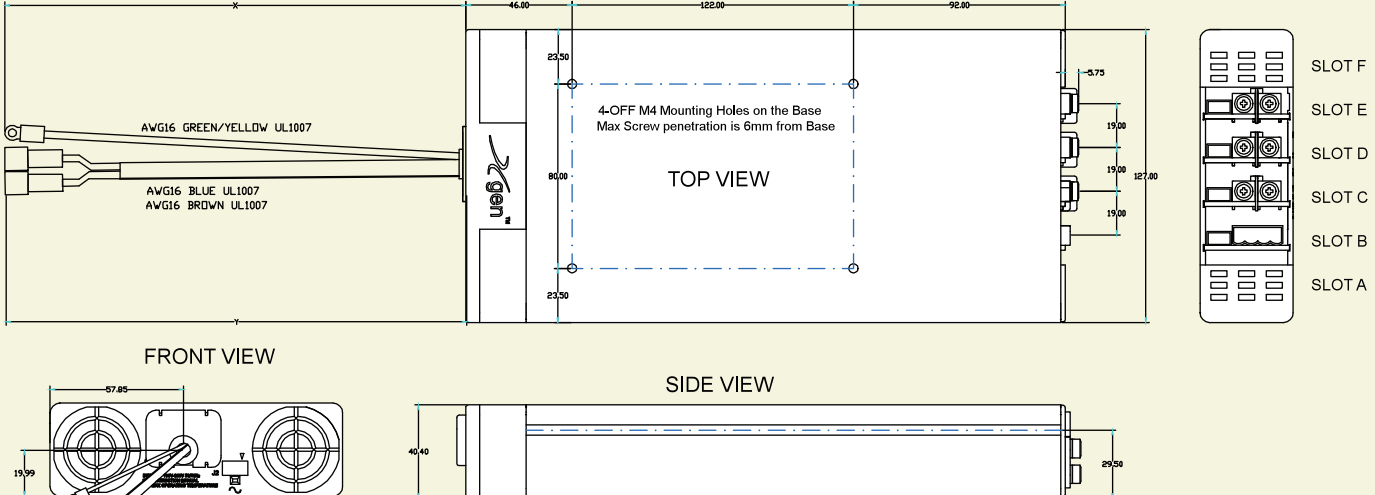 X
46.00
122.00
92.00
23.50
5.75
SLOT F
4-OFF M4 Mounting Holes on the Base
Max Screw penetration is 6mm from Base
SLOT E
AWG16 GREEN/YELLOW UL1007
19.00
SLOT D
AWG16 BLUE UL1007
AWG16 BROWN UL1007
Xgen™
80.00
TOP VIEW
19.00
127.00
SLOT C
19.00
SLOT B
23.50
SLOT A
Y
FRONT VIEW
SIDE VIEW
57.85
40.40
19.99
J2
29.50